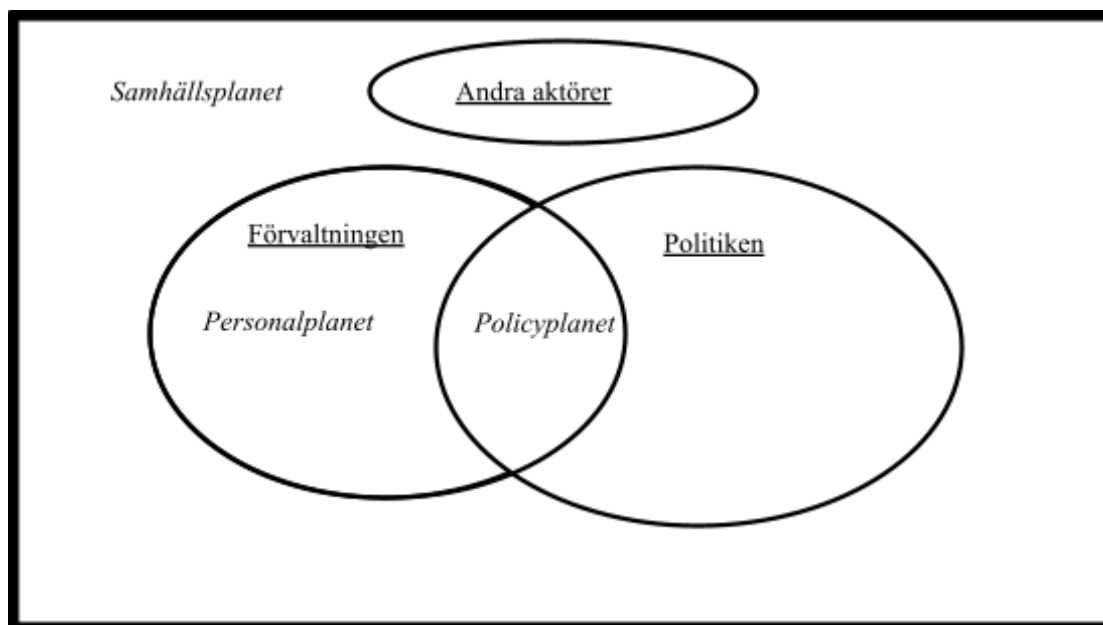 Samhällsplanet
Andra aktörer
Förvaltningen
Politiken
Personalplanet
Policyplanet